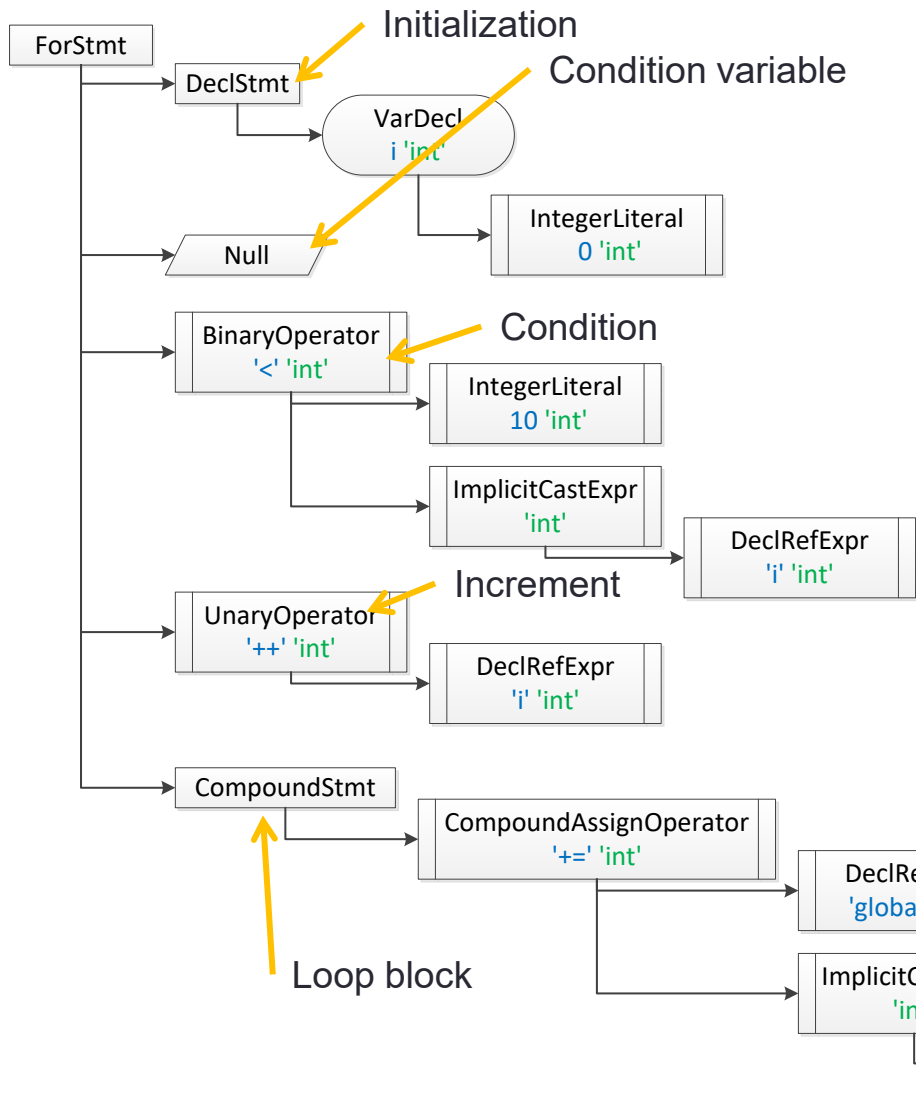 Initialization
ForStmt
Condition variable
DeclStmt
VarDecl
i 'int'
IntegerLiteral
0 'int'
Null
BinaryOperator
'<' 'int'
Condition
IntegerLiteral
10 'int'
ImplicitCastExpr
'int'
DeclRefExpr
'i' 'int'
Increment
UnaryOperator
'++' 'int'
DeclRefExpr
'i' 'int'
CompoundStmt
CompoundAssignOperator
'+=' 'int'
Loop block